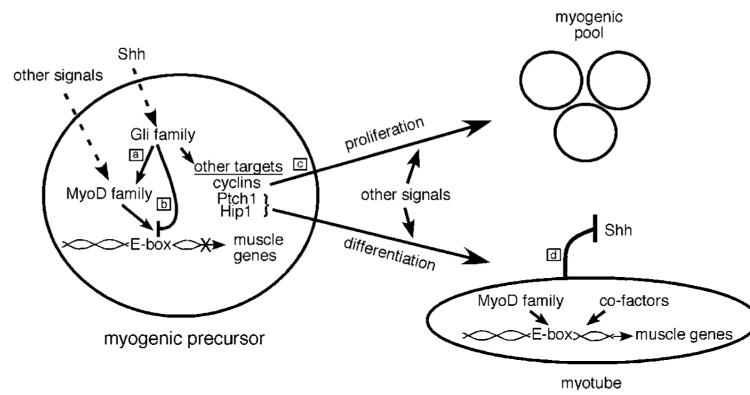 Shh
other signals
Gli family
a
MyoD family
b
other targets
cyclins
Ptch1
Hip1
}
E-box
muscle
genes
myogenic precursor
c
proliferation
other signals
differentiation
myogenic
pool
Shh
d
MyoD family
co-factors
E-box
muscle genes
myotube